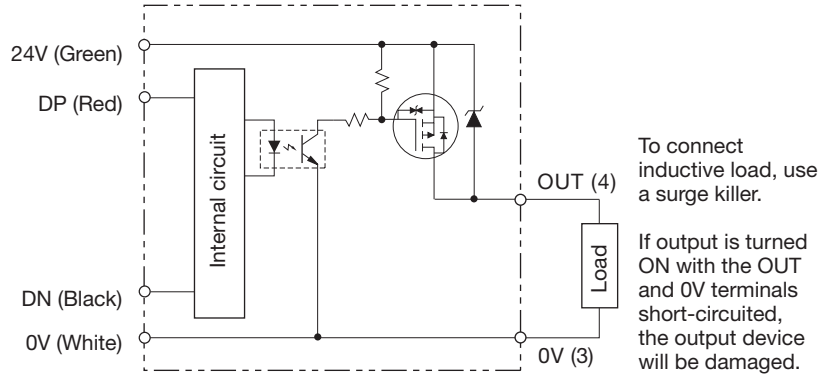 24V (Green)
DP (Red)
Internal circuit
DN (Black)
0V (White)
OUT (4)
Load
0V (3)
To connect
inductive load, use
a surge killer.
If output is turned
ON with the OUT
and 0V terminals
short-circuited,
the output device
will be damaged.